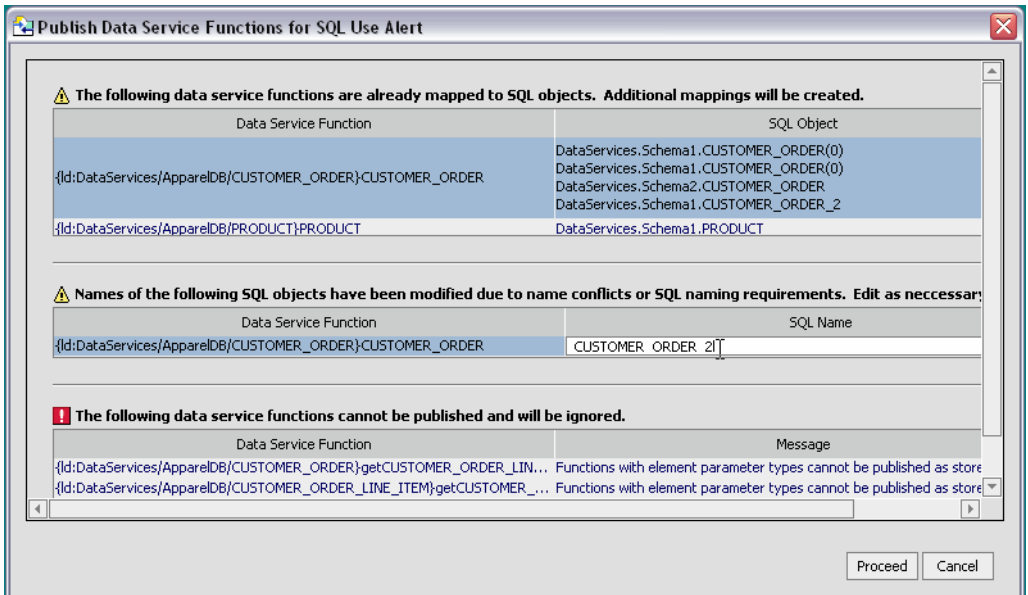 Publish Data Service Functions for SQL Use Alert
The following data service functions are already mapped to SQL objects. Additional mappings will be created.
Data Service Function SQL Object
{ld:DataServices/ApparelDB/CUSTOMER_ORDER}CUSTOMER_ORDER
DataServices.Schema1.CUSTOMER_ORDER(0)
DataServices.Schema1.CUSTOMER_ORDER(0)
DataServices.Schema2.CUSTOMER_ORDER
DataServices.Schema1.CUSTOMER_ORDER_2
{ld:DataServices/ApparelDB/PRODUCT}PRODUCT DataServices.Schema1.PRODUCT
Names of the following SQL objects have been modified due to name conflicts or SQL naming requirements. Edit as neccessary
Data Service Function SQL Name
{ld:DataServices/ApparelDB/CUSTOMER_ORDER}CUSTOMER_ORDER CUSTOMER_ORDER_2
The following data service functions cannot be published and will be ignored.
Data Service Function Message
{ld:DataServices/ApparelDB/CUSTOMER_ORDER}getCUSTOMER_ORDER_LIN... Functions with element parameter types cannot be published as store
{ld:DataServices/ApparelDB/CUSTOMER_ORDER_LINE_ITEM}getCUSTOMER_... Functions with element parameter types cannot be published as store
Proceed Cancel